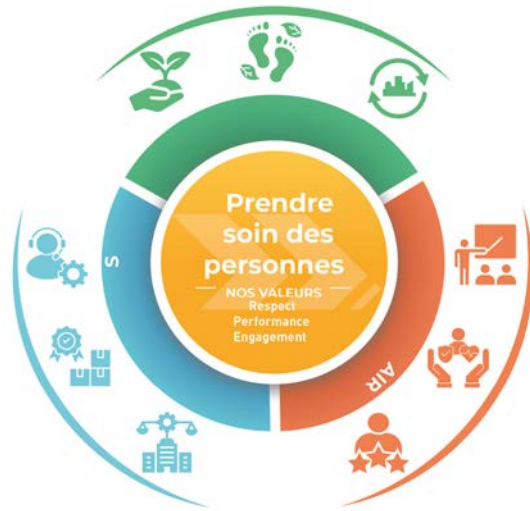 Prendre
soin des
personnes
NOS VALEURS
Respect
Performance
Engagement
S
AIR